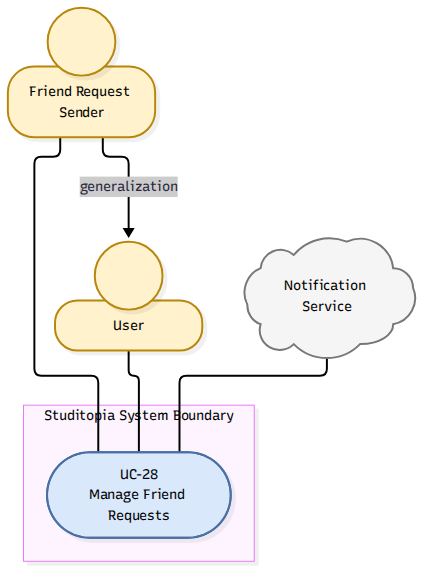 Friend Request
Sender
generalization
Notification
Service
User
Studitopia System Boundary
UC-28
Manage Friend
Requests